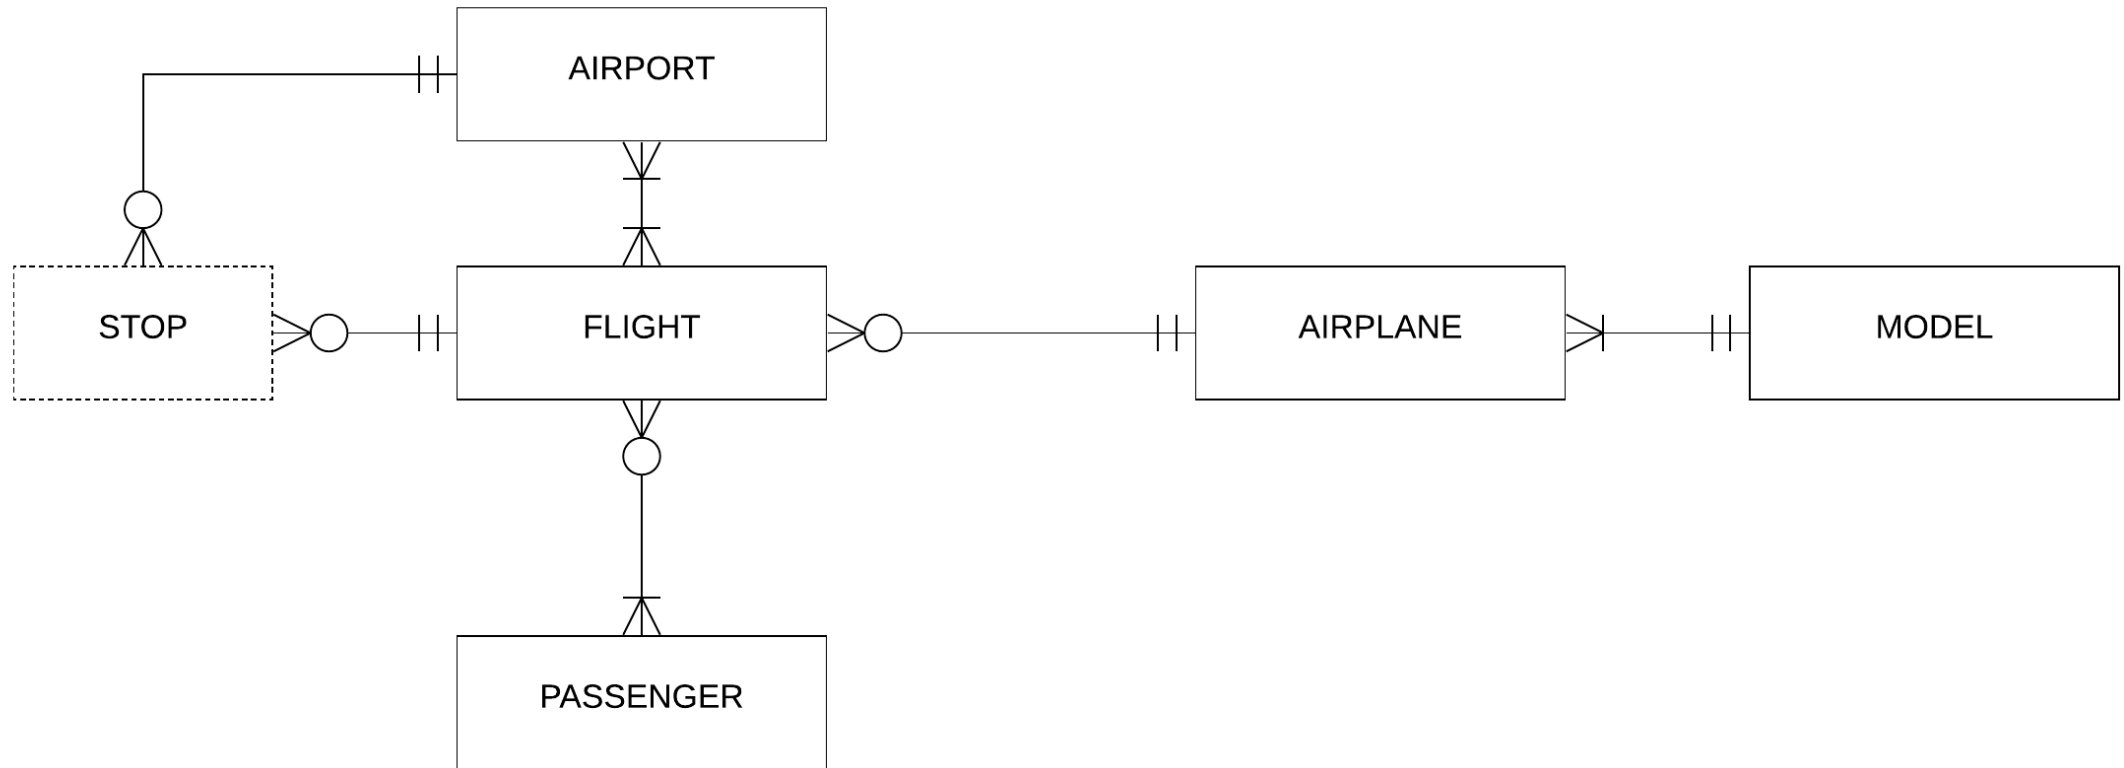 AIRPORT
STOP
FLIGHT
AIRPLANE
MODEL
PASSENGER